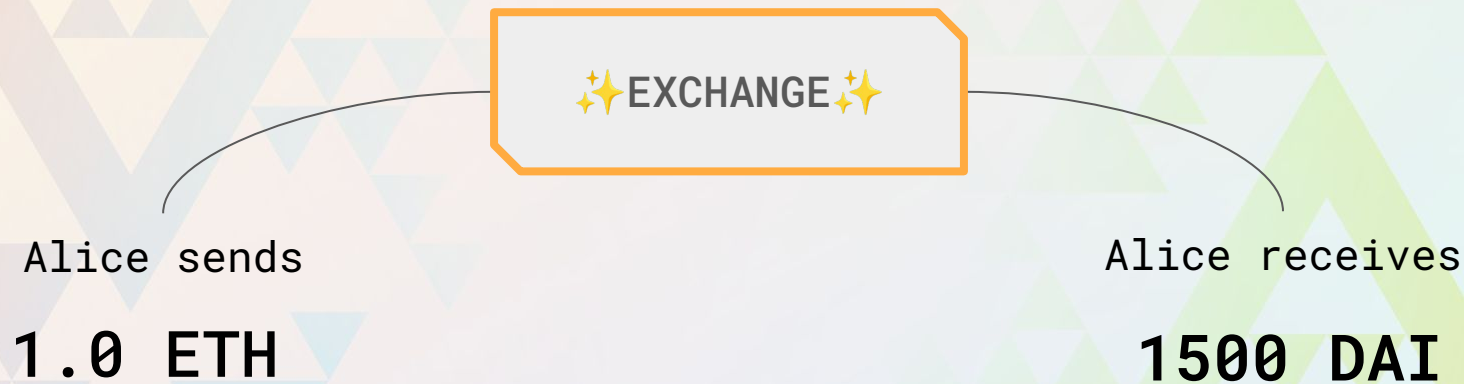 ✨EXCHANGE✨
Alice sends
1.0 ETH
Alice receives
1500 DAI